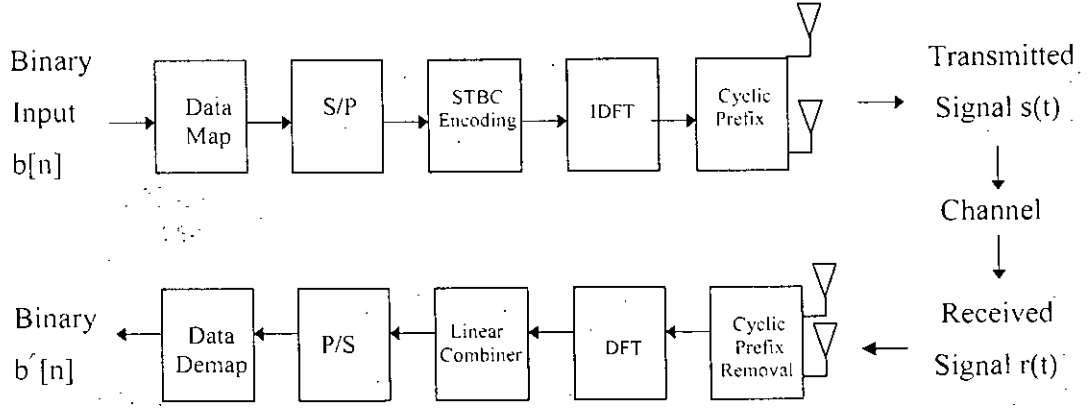 Binary
Input
b[n]
Data
Map
S/P
STBC
Encoding
IDFT
Cyclic
Prefix
Transmitted
Signal s(t)
Channel
Received
Signal r(t)
Cyclic
Prefix
Removal
DFT
Linear
Combiner
P/S
Data
Demap
Binary
b´[n]